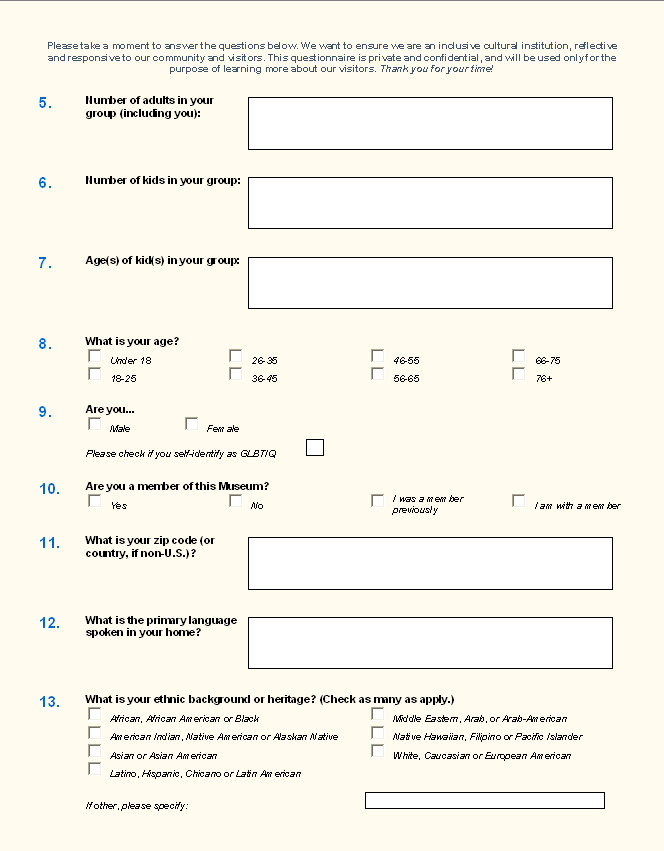 Please take a moment to answer the questions below. We want to ensure we are an inclusive cultural institution, reflective
and responsive to our community and visitors. This questionnaire is private and confidential, and will be used only for the
purpose of learning more about our visitors. Thank you for your time!
5. Number of adults in your
group (including you):
6. Number of kids in your group:
7. Age(s) of kid(s) in your group:
8. What is your age?
Under 18 26-35 46-55 66-75
18-25 36-45 56-65 76+
9. Are you...
Male Female
Please check if you self-identify as GLBTIQ
10. Are you a member of this Museum?
Yes No I was a member
previously I am with a member
11. What is your zip code (or
country, if non-U.S.)?
12. What is the primary language
spoken in your home?
13. What is your ethnic background or heritage? (Check as many as apply.)
African, African American or Black Middle Eastern, Arab, or Arab-American
American Indian, Native American or Alaskan Native Native Hawaiian, Filipino or Pacific Islander
Asian or Asian American White, Caucasian or European American
Latino, Hispanic, Chicano or Latin American
If other, please specify: